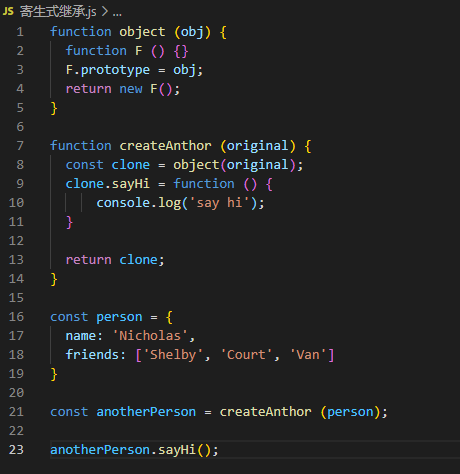 JS 寄生式继承.js > ...
1 function object (obj) {
2   function F () {}
3   F.prototype = obj;
4   return new F();
5 }
6
7 function createAnthor (original) {
8   const clone = object(original);
9   clone.sayHi = function () {
10       console.log('say hi');
11   }
12
13   return clone;
14 }
15
16 const person = {
17   name: 'Nicholas',
18   friends: ['Shelby', 'Court', 'Van']
19 }
20
21 const anotherPerson = createAnthor (person);
22
23 anotherPerson.sayHi();